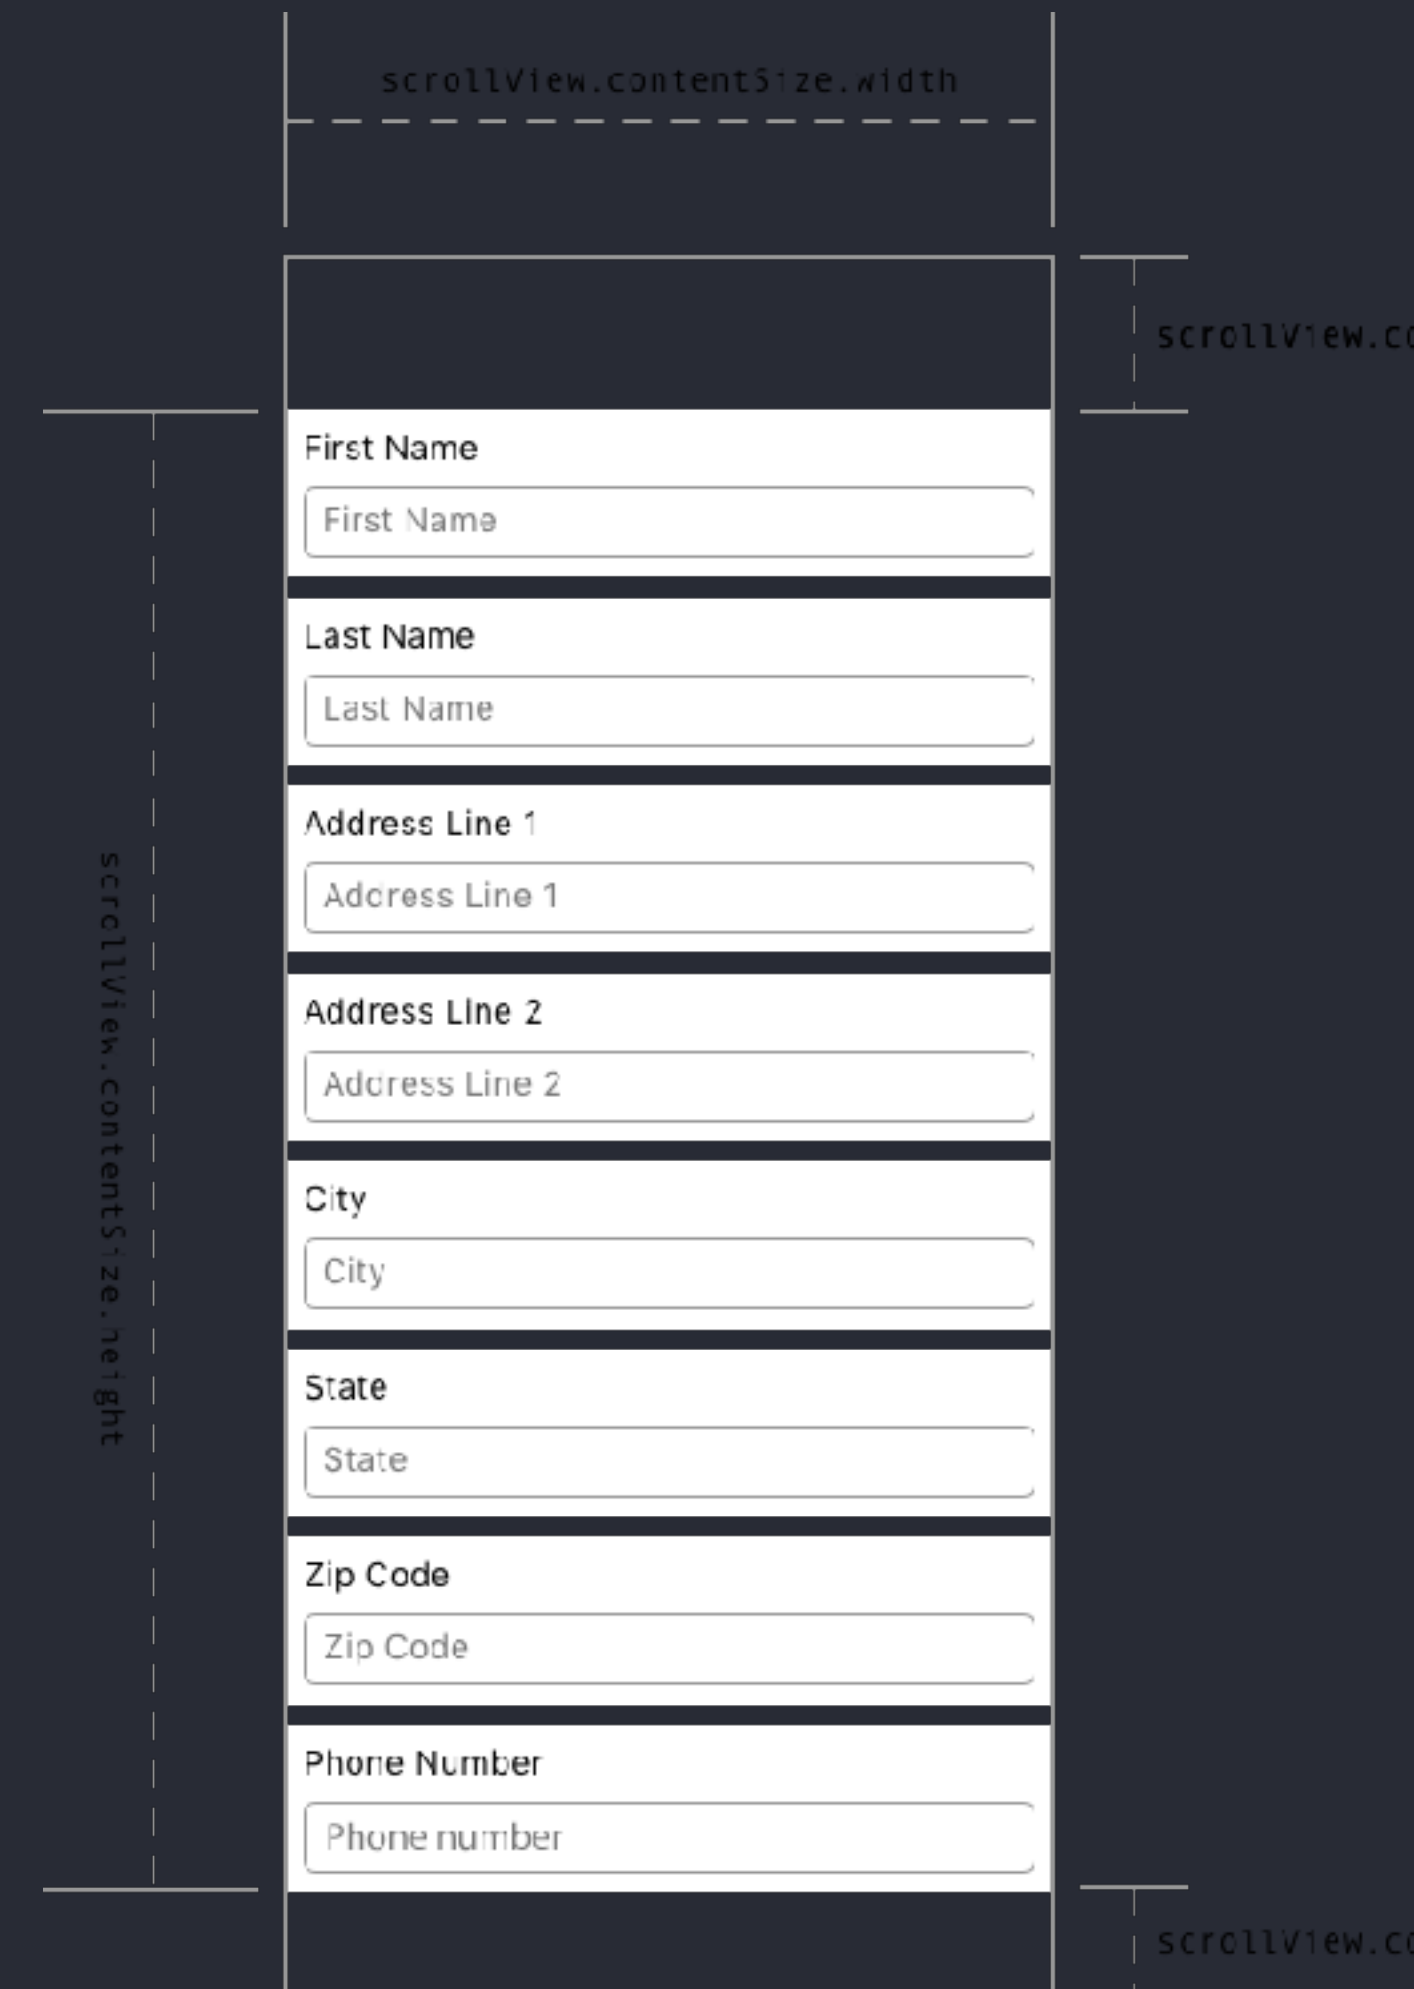 scrollView.contentSize.width
scrollView.co
First Name
First Name
Last Name
Last Name
Address Line 1
Address Line 1
scrollView.contentSize.height
Address Line 2
Address Line 2
City
City
State
State
Zip Code
Zip Code
Phone Number
Phone number
scrollView.co